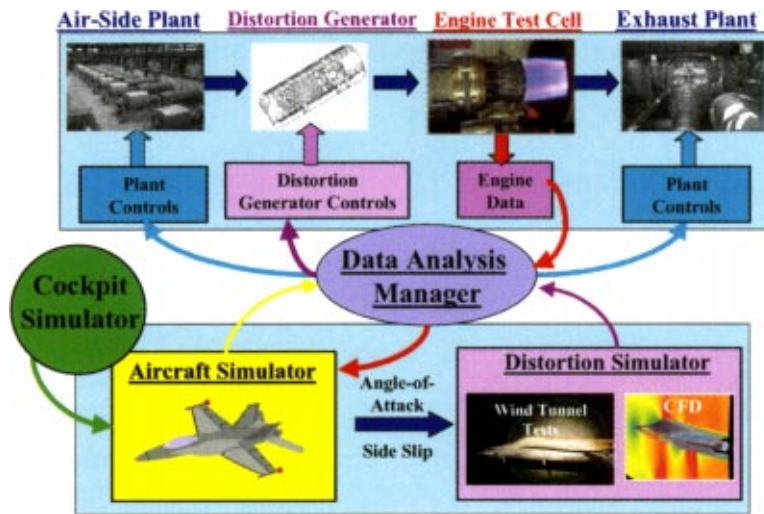 Air-Side Plant
Distortion Generator
Engine Test Cell
Exhaust Plant
Plant
Controls
Distortion
Generator Controls
Engine
Data
Plant
Controls
Data Analysis
Manager
Cockpit
Simulator
Aircraft Simulator
Angle-of-
Attack
Side Slip
Distortion Simulator
Wind Tunnel
Tests
CFD